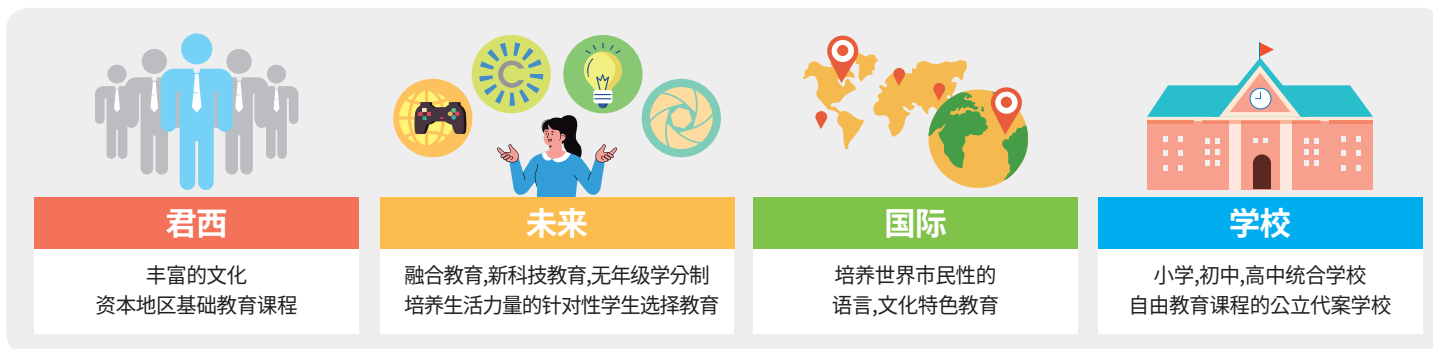 君西
丰富的文化
资本地区基础教育课程
未来
融合教育,新科技教育,无年级学分制
培养生活力量的针对性学生选择教育
国际
培养世界市民性的
语言,文化特色教育
学校
小学,初中,高中统合学校
自由教育课程的公立代案学校